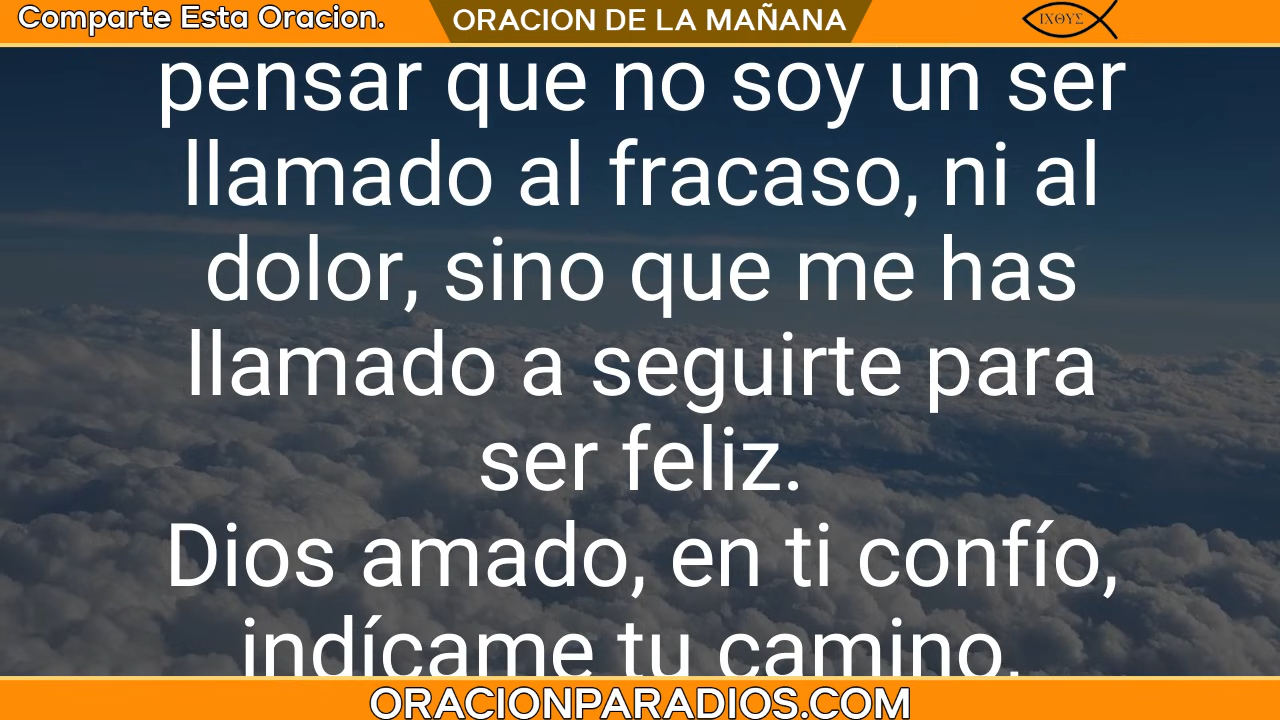 Comparte Esta Oracion.
ORACION DE LA MAÑANA
ΙΧΘΥΣ
pensar que no soy un ser
llamado al fracaso, ni al
dolor, sino que me has
llamado a seguirte para
ser feliz.
Dios amado, en ti confío,
indícame tu camino.
ORACIONPARADIOS.COM